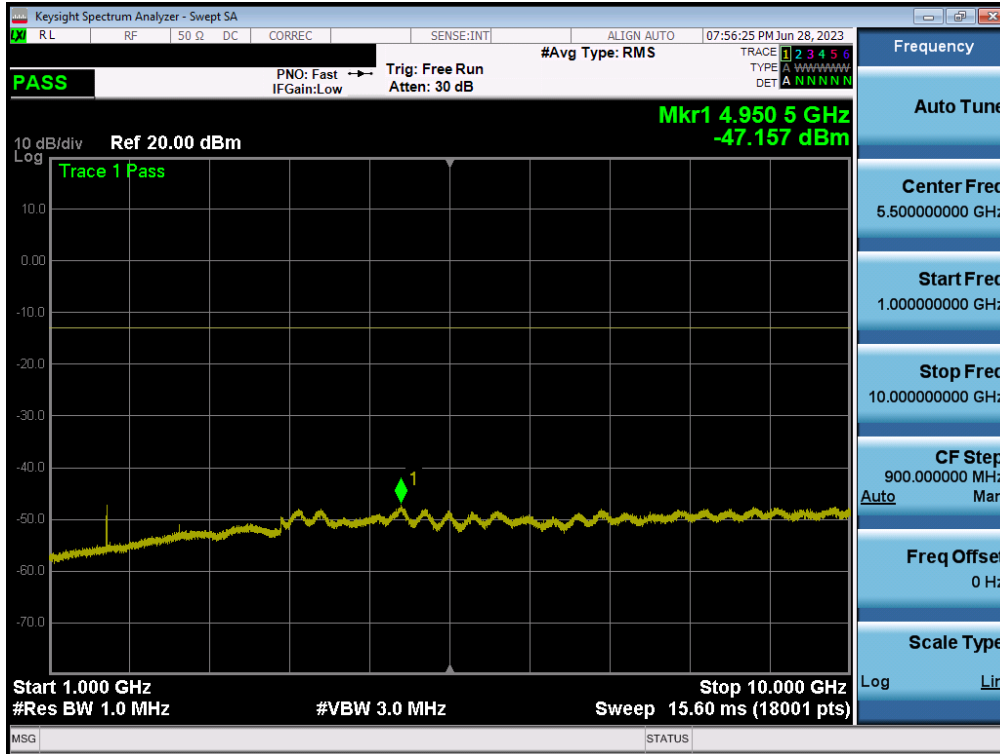 Keysight Spectrum Analyzer - Swept SA
LXI RL RF 50 Ω DC CORREC SENSE:INT ALIGN AUTO 07:56:25 PM Jun 28, 2023
#Avg Type: RMS TRACE 1 2 3 4 5 6
PNO: Fast Trig: Free Run TYPE A WWWWW
PASS IFGain:Low Atten: 30 dB DET A N N N N N
Mkr1 4.950 5 GHz
-47.157 dBm
10 dB/div Ref 20.00 dBm
Log
Trace 1 Pass
10.0
0.00
-10.0
-20.0
-30.0
-40.0
1
-50.0
-60.0
-70.0
Start 1.000 GHz Stop 10.000 GHz
#Res BW 1.0 MHz #VBW 3.0 MHz Sweep 15.60 ms (18001 pts)
MSG STATUS
Frequency
Auto Tune
Center Freq
5.500000000 GHz
Start Freq
1.000000000 GHz
Stop Freq
10.000000000 GHz
CF Step
900.000000 MHz
Auto Man
Freq Offset
0 Hz
Scale Type
Log Lin